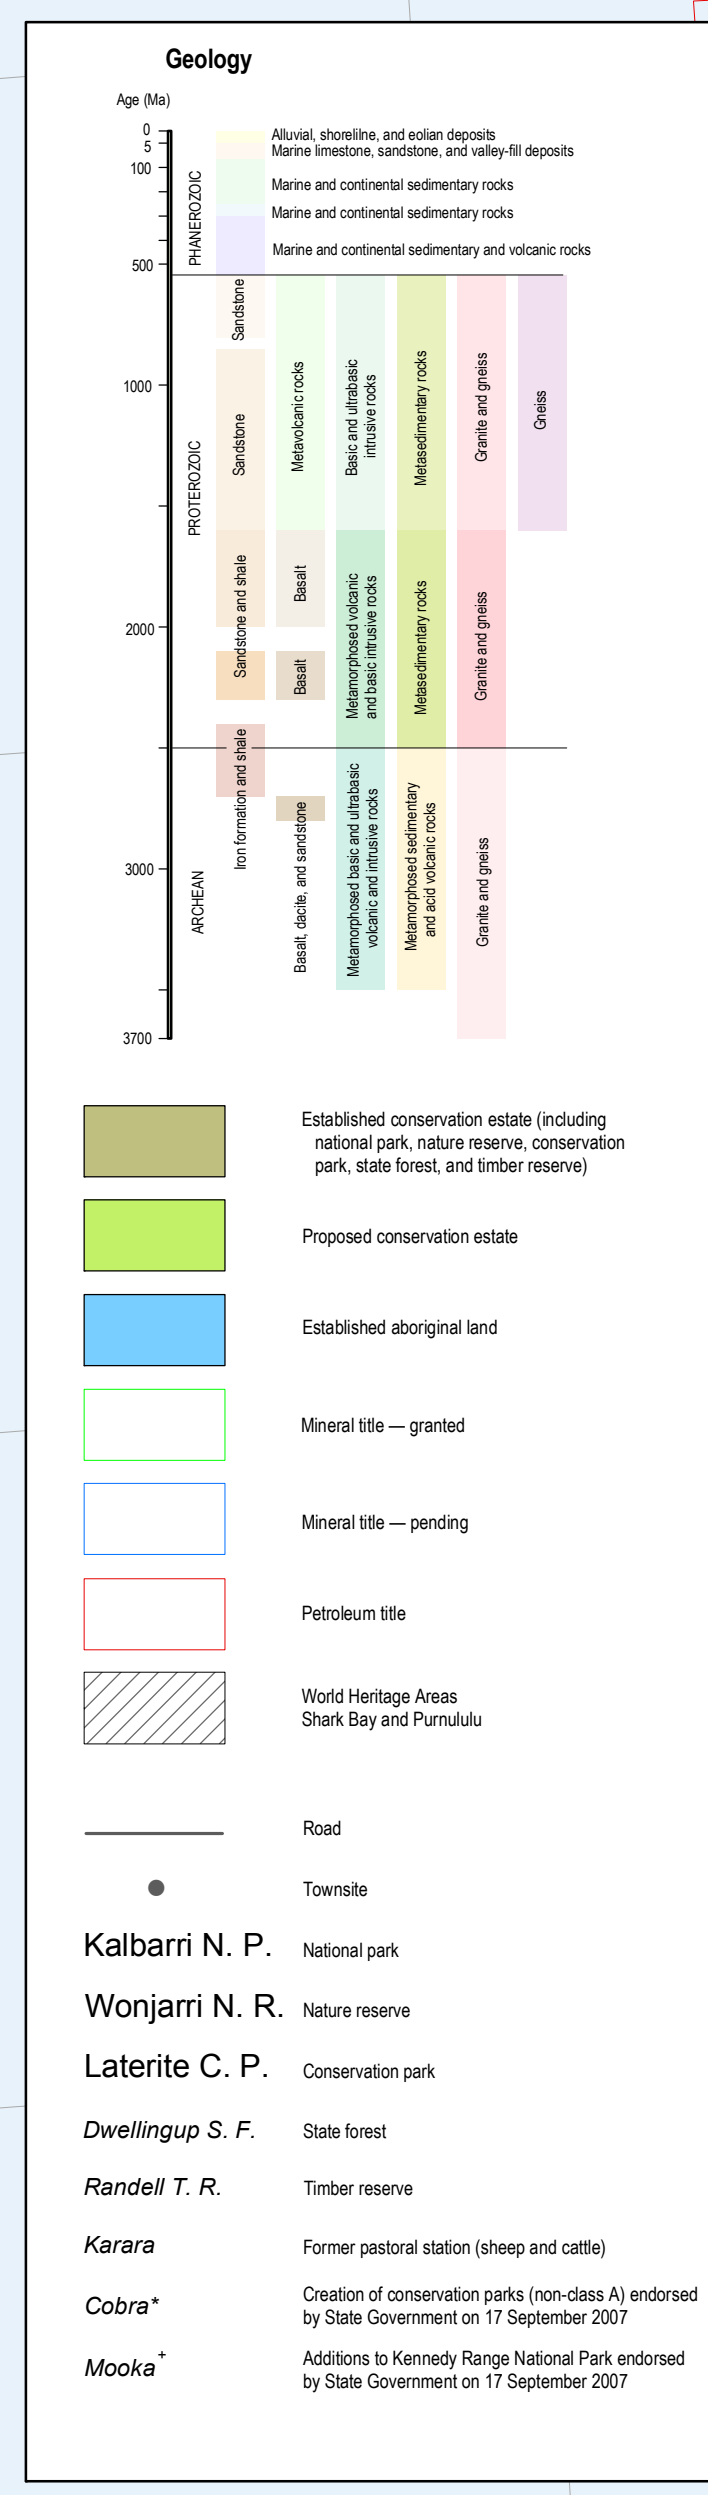 Geology
Age (Ma)
0
5
100
500
1000
2000
3000
3700
PHANEROZOIC
PROTEROZOIC
ARCHEAN
Alluvial, shorelilne, and eolian deposits
Marine limestone, sandstone, and valley-fill deposits
Marine and continental sedimentary rocks
Marine and continental sedimentary rocks
Marine and continental sedimentary and volcanic rocks
Sandstone
Sandstone
Sandstone and shale
Iron formation and shale
Metavolcanic rocks
Basalt
Basalt
Basalt, dacite, and sandstone
Basic and ultrabasic
intrusive rocks
Metamorphosed volcanic
and basic intrusive rocks
Metamorphosed basic and ultrabasic
volcanic and intrusive rocks
Metasedimentary rocks
Metasedimentary rocks
Metamorphosed sedimentary
and acid volcanic rocks
Granite and gneiss
Granite and gneiss
Granite and gneiss
Gneiss
Established conservation estate (including
national park, nature reserve, conservation
park, state forest, and timber reserve)
Proposed conservation estate
Established aboriginal land
Mineral title — granted
Mineral title — pending
Petroleum title
World Heritage Areas
Shark Bay and Purnululu
Road
Townsite
Kalbarri N. P. National park
Wonjarri N. R. Nature reserve
Laterite C. P. Conservation park
Dwellingup S. F. State forest
Randell T. R. Timber reserve
Karara Former pastoral station (sheep and cattle)
Cobra* Creation of conservation parks (non-class A) endorsed
by State Government on 17 September 2007
Mooka+ Additions to Kennedy Range National Park endorsed
by State Government on 17 September 2007